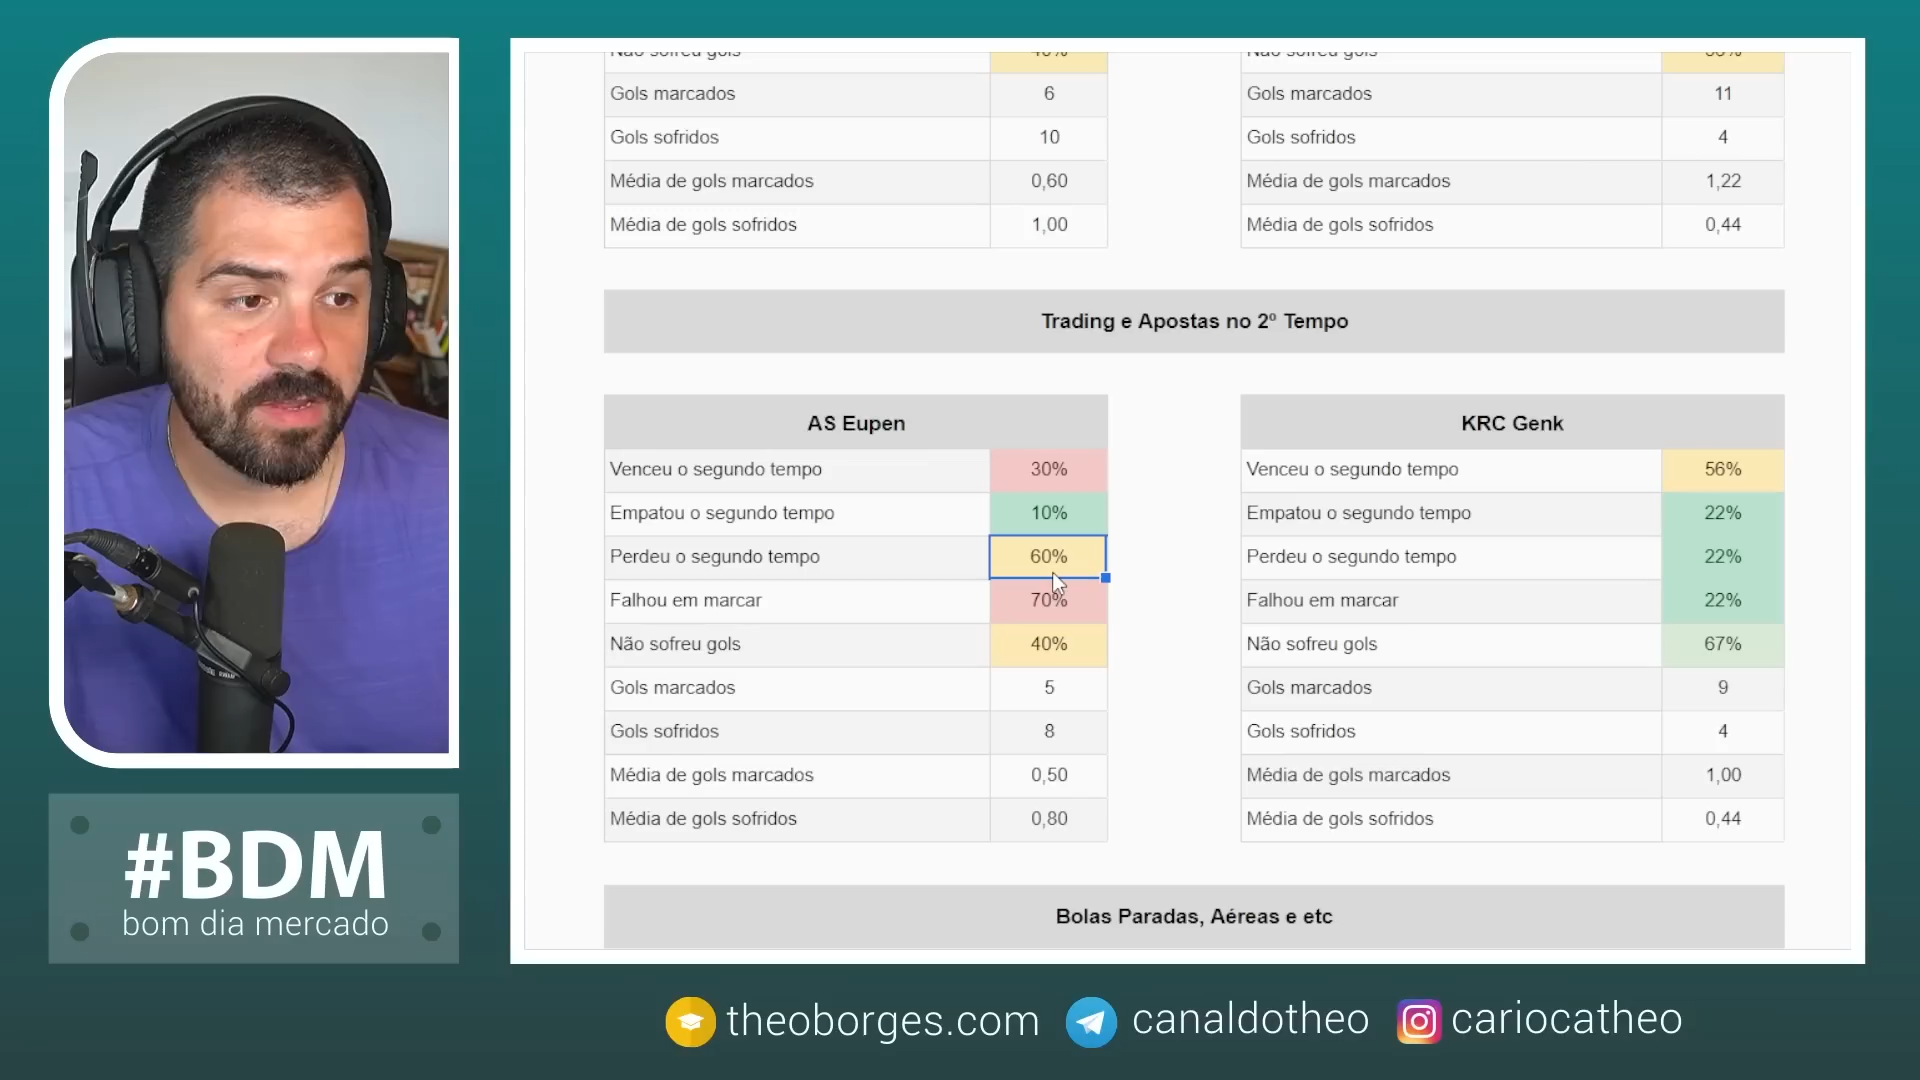 Não sofreu gols
Não sofreu gols
Gols marcados 6
Gols marcados 11
Gols sofridos 10
Gols sofridos 4
Média de gols marcados 0,60
Média de gols marcados 1,22
Média de gols sofridos 1,00
Média de gols sofridos 0,44
Trading e Apostas no 2º Tempo
AS Eupen
Venceu o segundo tempo 30%
Empatou o segundo tempo 10%
Perdeu o segundo tempo 60%
Falhou em marcar 70%
Não sofreu gols 40%
Gols marcados 5
Gols sofridos 8
Média de gols marcados 0,50
Média de gols sofridos 0,80
KRC Genk
Venceu o segundo tempo 56%
Empatou o segundo tempo 22%
Perdeu o segundo tempo 22%
Falhou em marcar 22%
Não sofreu gols 67%
Gols marcados 9
Gols sofridos 4
Média de gols marcados 1,00
Média de gols sofridos 0,44
Bolas Paradas, Aéreas e etc
#BDM
bom dia mercado
theoborges.com canaldotheo cariocatheo